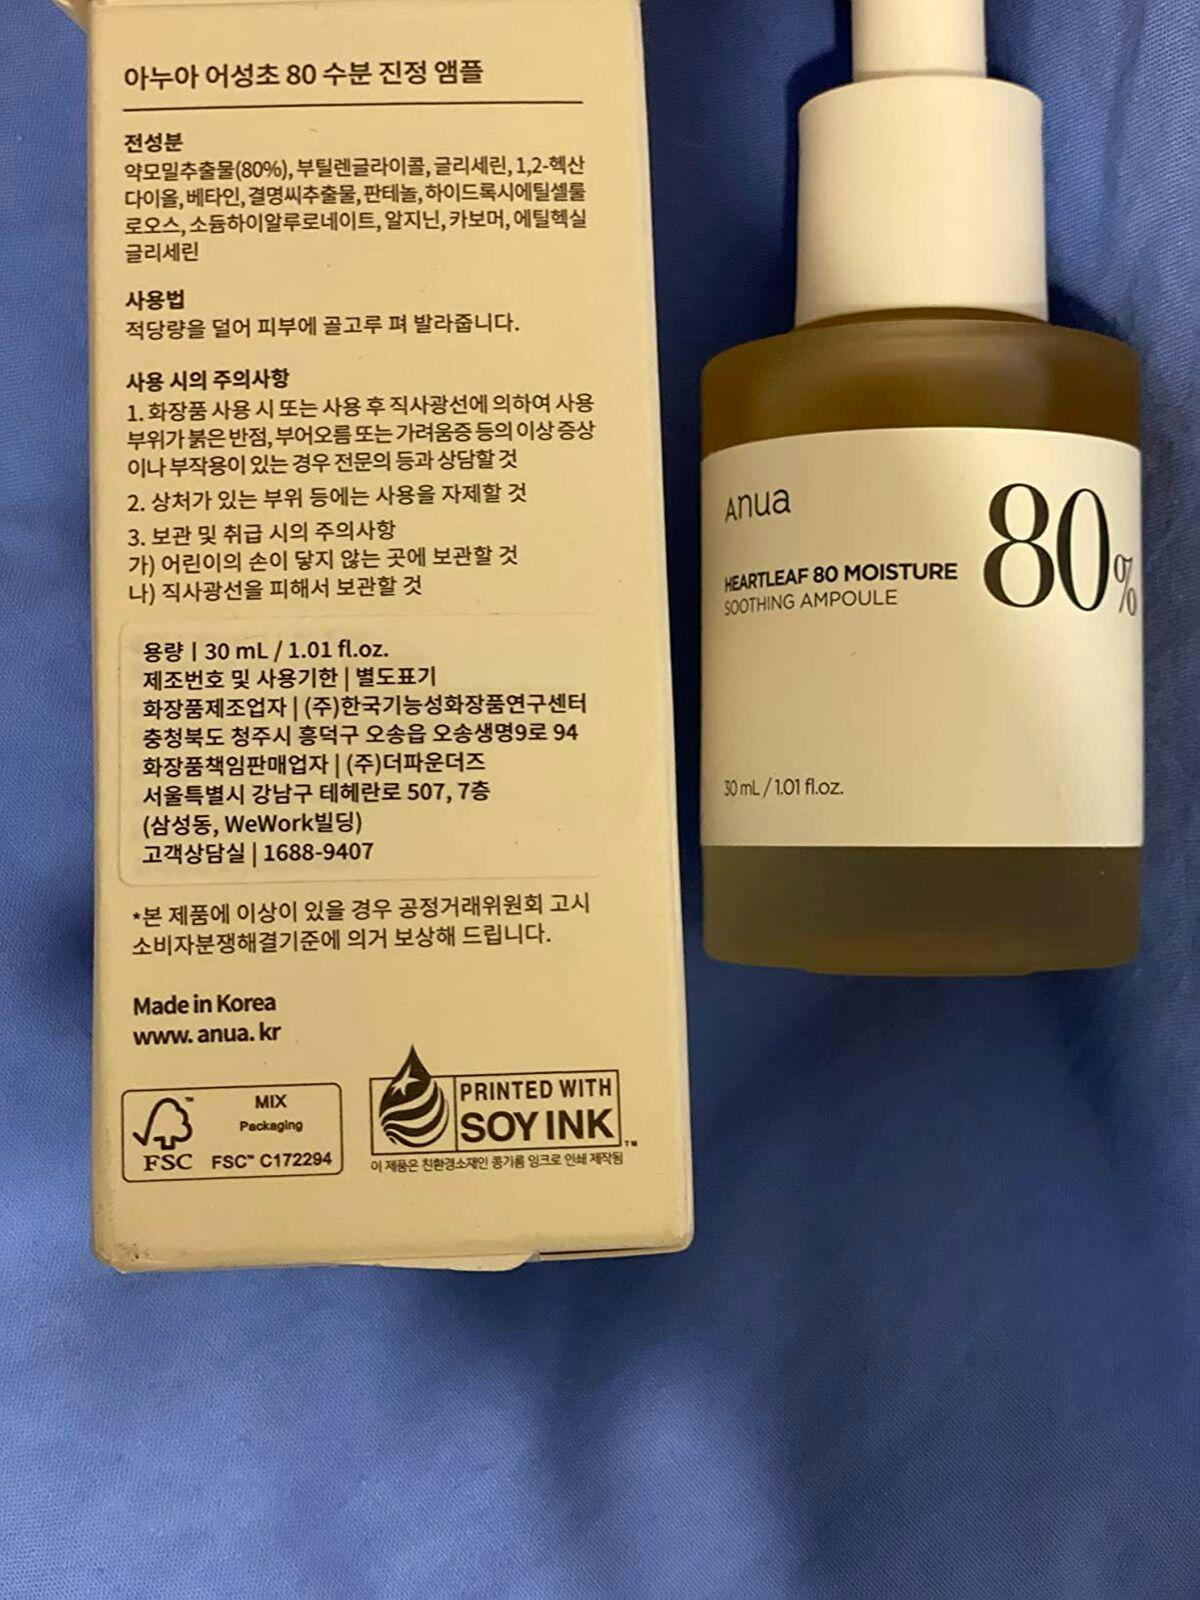 아누아 어성초 80 수분 진정 앰플
전성분
약모밀추출물(80%), 부틸렌글라이콜, 글리세린, 1,2-헥산
다이올, 베타인, 결명씨추출물, 판테놀, 하이드록시에틸셀룰
로오스, 소듐하이알루로네이트, 알지닌, 카보머, 에틸헥실
글리세린
사용법
적당량을 덜어 피부에 골고루 펴 발라줍니다.
사용 시의 주의사항
1. 화장품 사용 시 또는 사용 후 직사광선에 의하여 사용
부위가 붉은 반점, 부어오름 또는 가려움증 등의 이상 증상
이나 부작용이 있는 경우 전문의 등과 상담할 것
2. 상처가 있는 부위 등에는 사용을 자제할 것
3. 보관 및 취급 시의 주의사항
가) 어린이의 손이 닿지 않는 곳에 보관할 것
나) 직사광선을 피해서 보관할 것
용량 | 30 mL / 1.01 fl.oz.
제조번호 및 사용기한 | 별도표기
화장품제조업자 | (주)한국기능성화장품연구센터
충청북도 청주시 흥덕구 오송읍 오송생명9로 94
화장품책임판매업자 | (주)더파운더즈
서울특별시 강남구 테헤란로 507, 7층
(삼성동, WeWork빌딩)
고객상담실 | 1688-9407
*본 제품에 이상이 있을 경우 공정거래위원회 고시
소비자분쟁해결기준에 의거 보상해 드립니다.
Made in Korea
www. anua. kr
MIX
Packaging
FSC FSC™ C172294
PRINTED WITH
SOY INK™
이 제품은 친환경소재인 콩기름 잉크로 인쇄 제작됨
Anua
80%
HEARTLEAF 80 MOISTURE
SOOTHING AMPOULE
30 mL / 1.01 fl.oz.